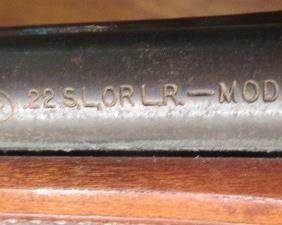 .22 S.L.OR L.R. — MOD